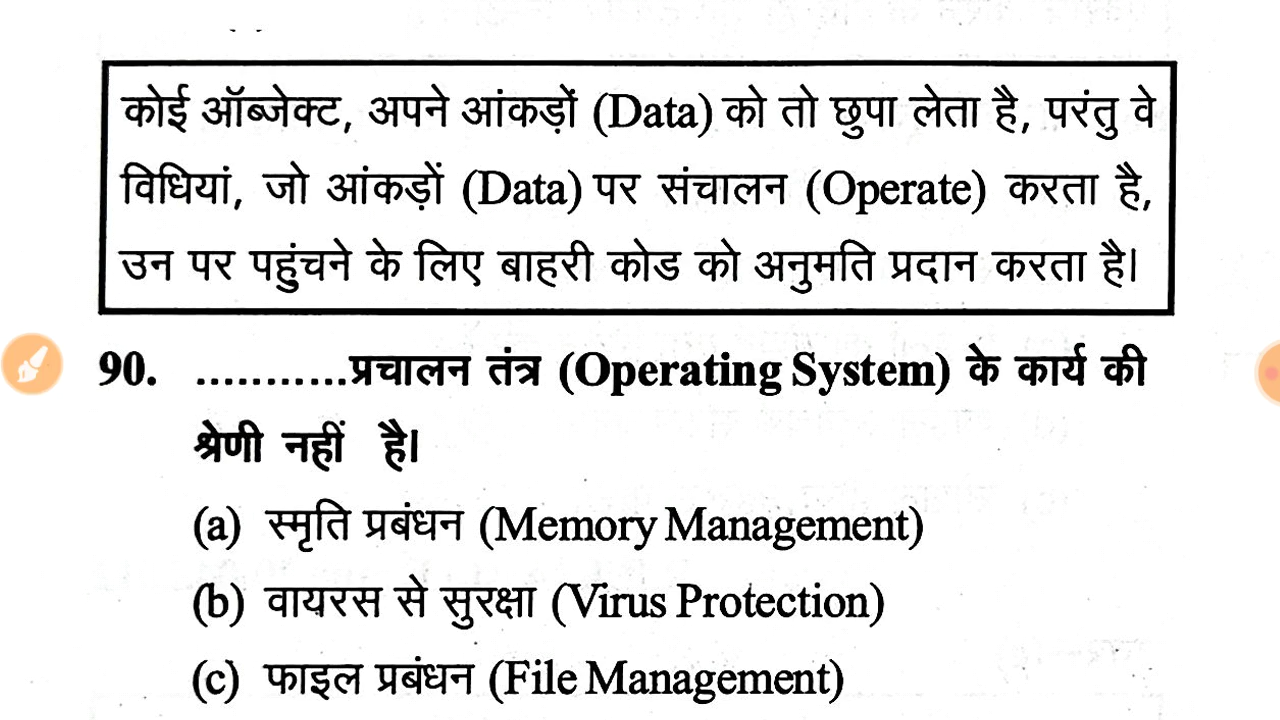 कोई ऑब्जेक्ट, अपने आंकड़ों (Data) को तो छुपा लेता है, परंतु वे
विधियां, जो आंकड़ों (Data) पर संचालन (Operate) करता है,
उन पर पहुंचने के लिए बाहरी कोड को अनुमति प्रदान करता है।
90. ............प्रचालन तंत्र (Operating System) के कार्य की
श्रेणी नहीं है।
(a) स्मृति प्रबंधन (Memory Management)
(b) वायरस से सुरक्षा (Virus Protection)
(c) फाइल प्रबंधन (File Management)